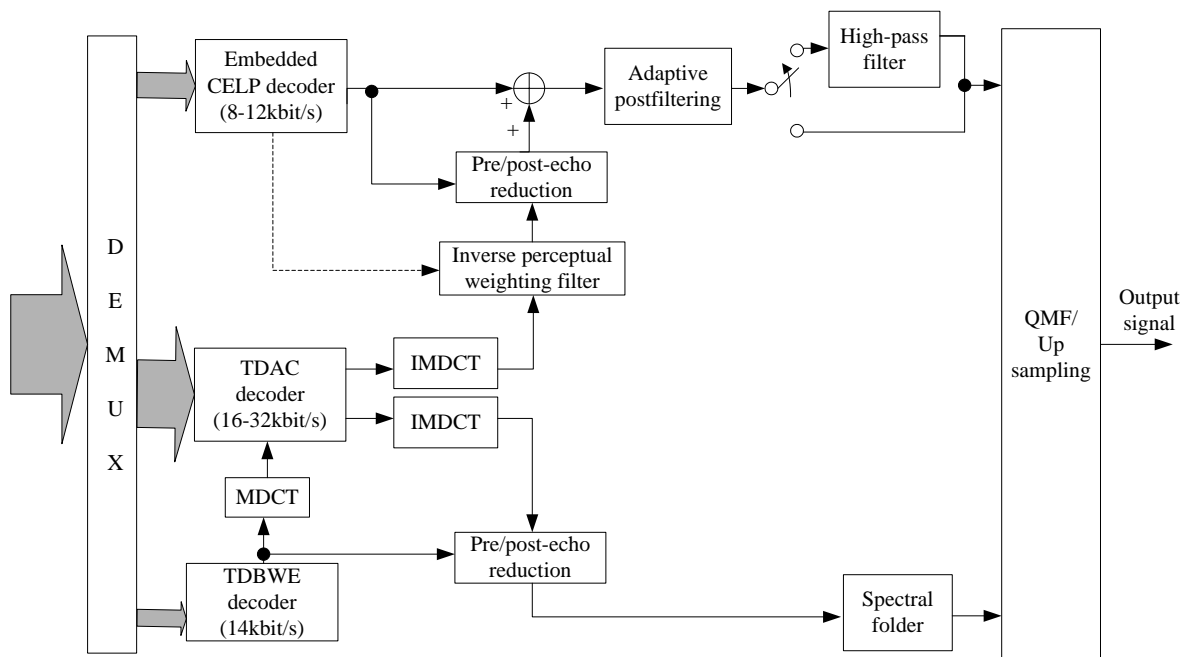 Embedded
CELP decoder
(8-12kbit/s)
Adaptive
postfiltering
High-pass
filter
+
+
Pre/post-echo
reduction
Inverse perceptual
weighting filter
D
E
M
U
X
TDAC
decoder
(16-32kbit/s)
IMDCT
IMDCT
MDCT
Pre/post-echo
reduction
TDBWE
decoder
(14kbit/s)
Spectral
folder
QMF/
Up
sampling
Output
signal